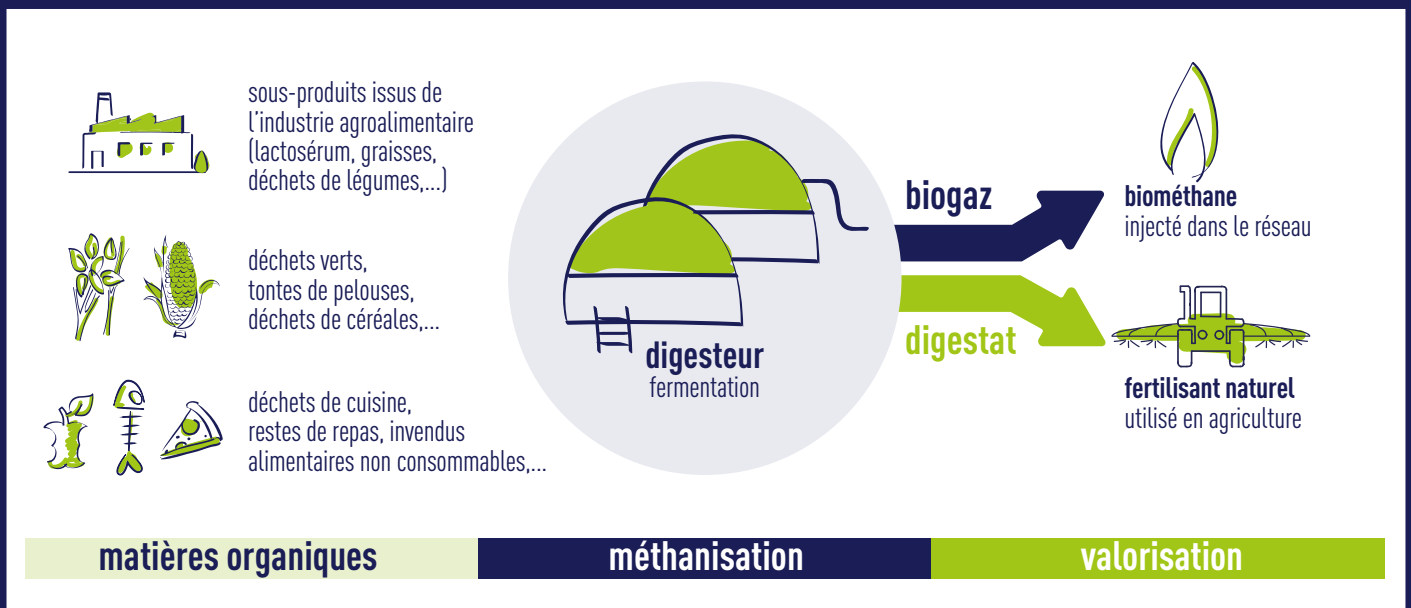 sous-produits issus de
l'industrie agroalimentaire
(lactosérum, graisses,
déchets de légumes,...)
déchets verts,
tontes de pelouses,
déchets de céréales,...
déchets de cuisine,
restes de repas, invendus
alimentaires non consommables,...
digesteur
fermentation
biogaz
digestat
biométhane
injecté dans le réseau
fertilisant naturel
utilisé en agriculture
matières organiques
méthanisation
valorisation